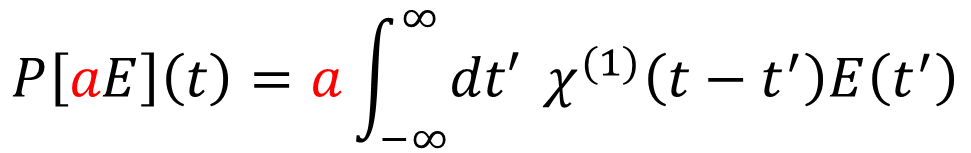 P[aE](t) = a ∫_{-∞}^{∞} dt′ χ^{(1)}(t − t′)E(t′)